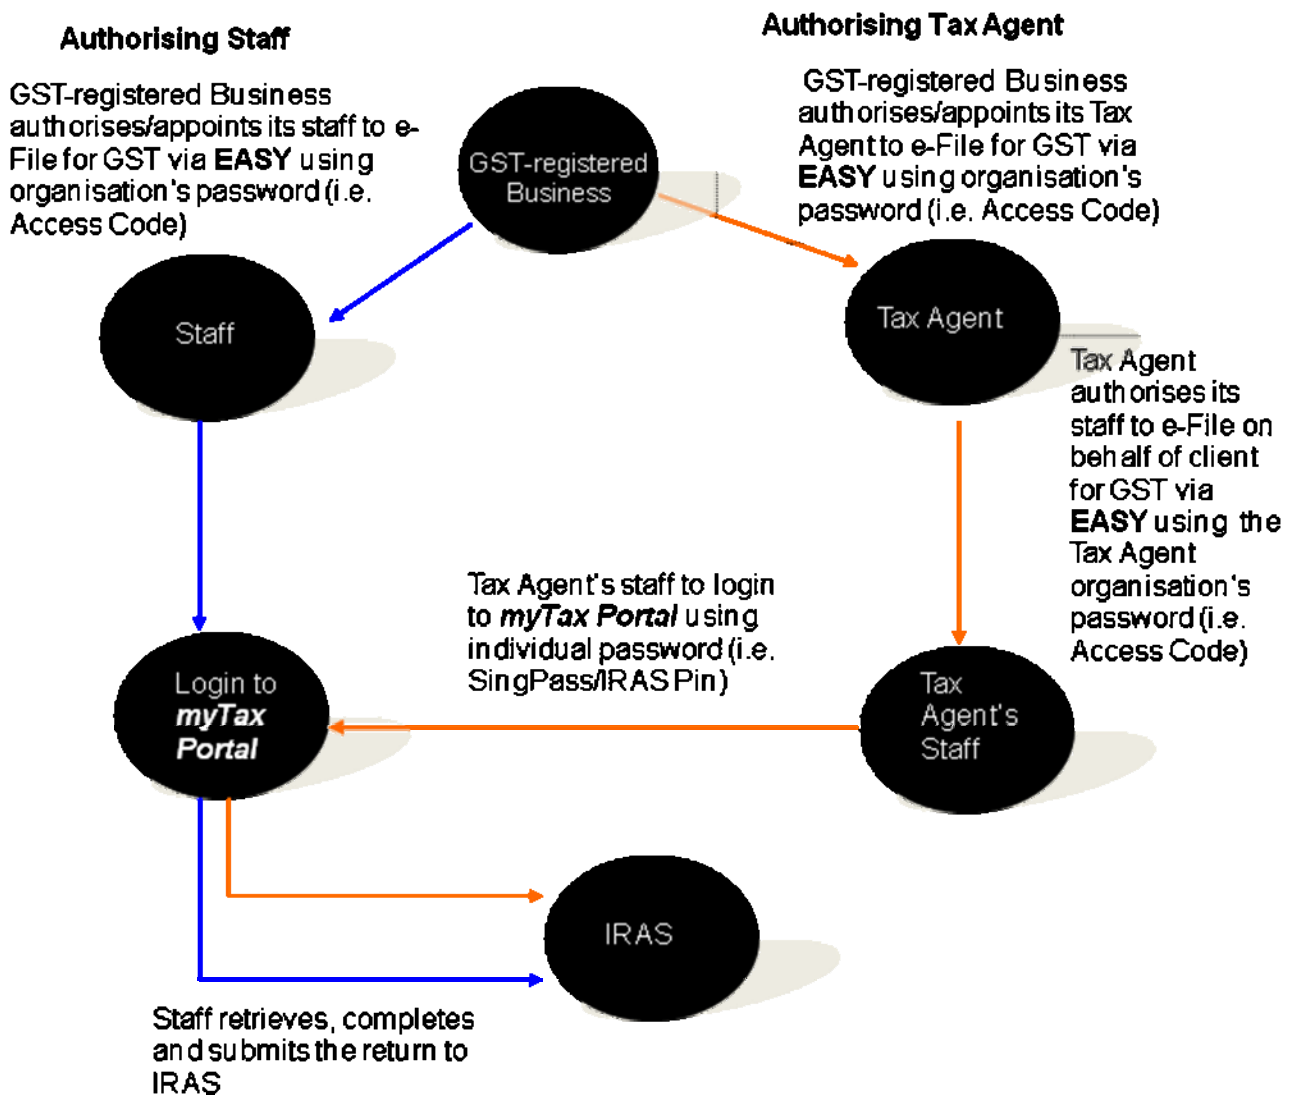 Authorising Staff
GST-registered Business
authorises/appoints its staff to e-
File for GST via EASY using
organisation's password (i.e.
Access Code)
Authorising Tax Agent
GST-registered Business
authorises/appoints its Tax
Agent to e-File for GST via
EASY using organisation's
password (i.e. Access Code)
GST-registered
Business
Staff
Tax Agent
Tax Agent
authorises its
staff to e-File on
behalf of client
for GST via
EASY using the
Tax Agent
organisation's
password (i.e.
Access Code)
Tax Agent's staff to login
to myTax Portal using
individual password (i.e.
SingPass/IRAS Pin)
Login to
myTax
Portal
Tax
Agent's
Staff
IRAS
Staff retrieves, completes
and submits the return to
IRAS